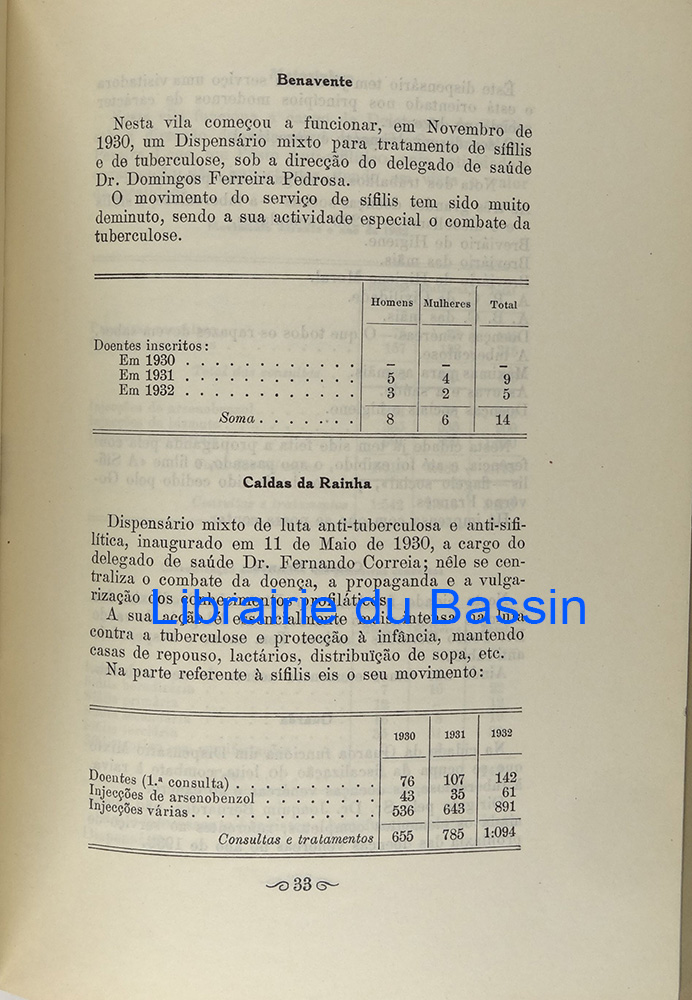 Benavente
Nesta vila começou a funcionar, em Novembro de
1930, um Dispensário mixto para tratamento de sífilis
e de tuberculose, sob a direcção do delegado de saúde
Dr. Domingos Ferreira Pedrosa.
O movimento do serviço de sífilis tem sido muito
deminuto, sendo a sua actividade especial o combate da
tuberculose.
Homens Mulheres Total
Doentes inscritos:
Em 1930 . . . . . . . . . . . . – – –
Em 1931 . . . . . . . . . . . . 5 4 9
Em 1932 . . . . . . . . . . . . 3 2 5
Soma . . . . . . . 8 6 14
Caldas da Rainha
Dispensário mixto de luta anti-tuberculosa e anti-sifi-
lítica, inaugurado em 11 de Maio de 1930, a cargo do
delegado de saúde Dr. Fernando Correia; nêle se cen-
traliza o combate da doença, a propaganda e a vulga-
rização dos conhecimentos profiláticos.
Librairie du Bassin
A sua acção é essencialmente mais intensa na luta
contra a tuberculose e protecção à infância, mantendo
casas de repouso, lactários, distribuïção de sopa, etc.
Na parte referente à sífilis eis o seu movimento:
1930 1931 1932
Doentes (1.ª consulta) . . . . . . . . . . 76 107 142
Injecções de arsenobenzol . . . . . . . . 43 35 61
Injecções várias . . . . . . . . . . . . . 536 643 891
Consultas e tratamentos 655 785 1:094
33